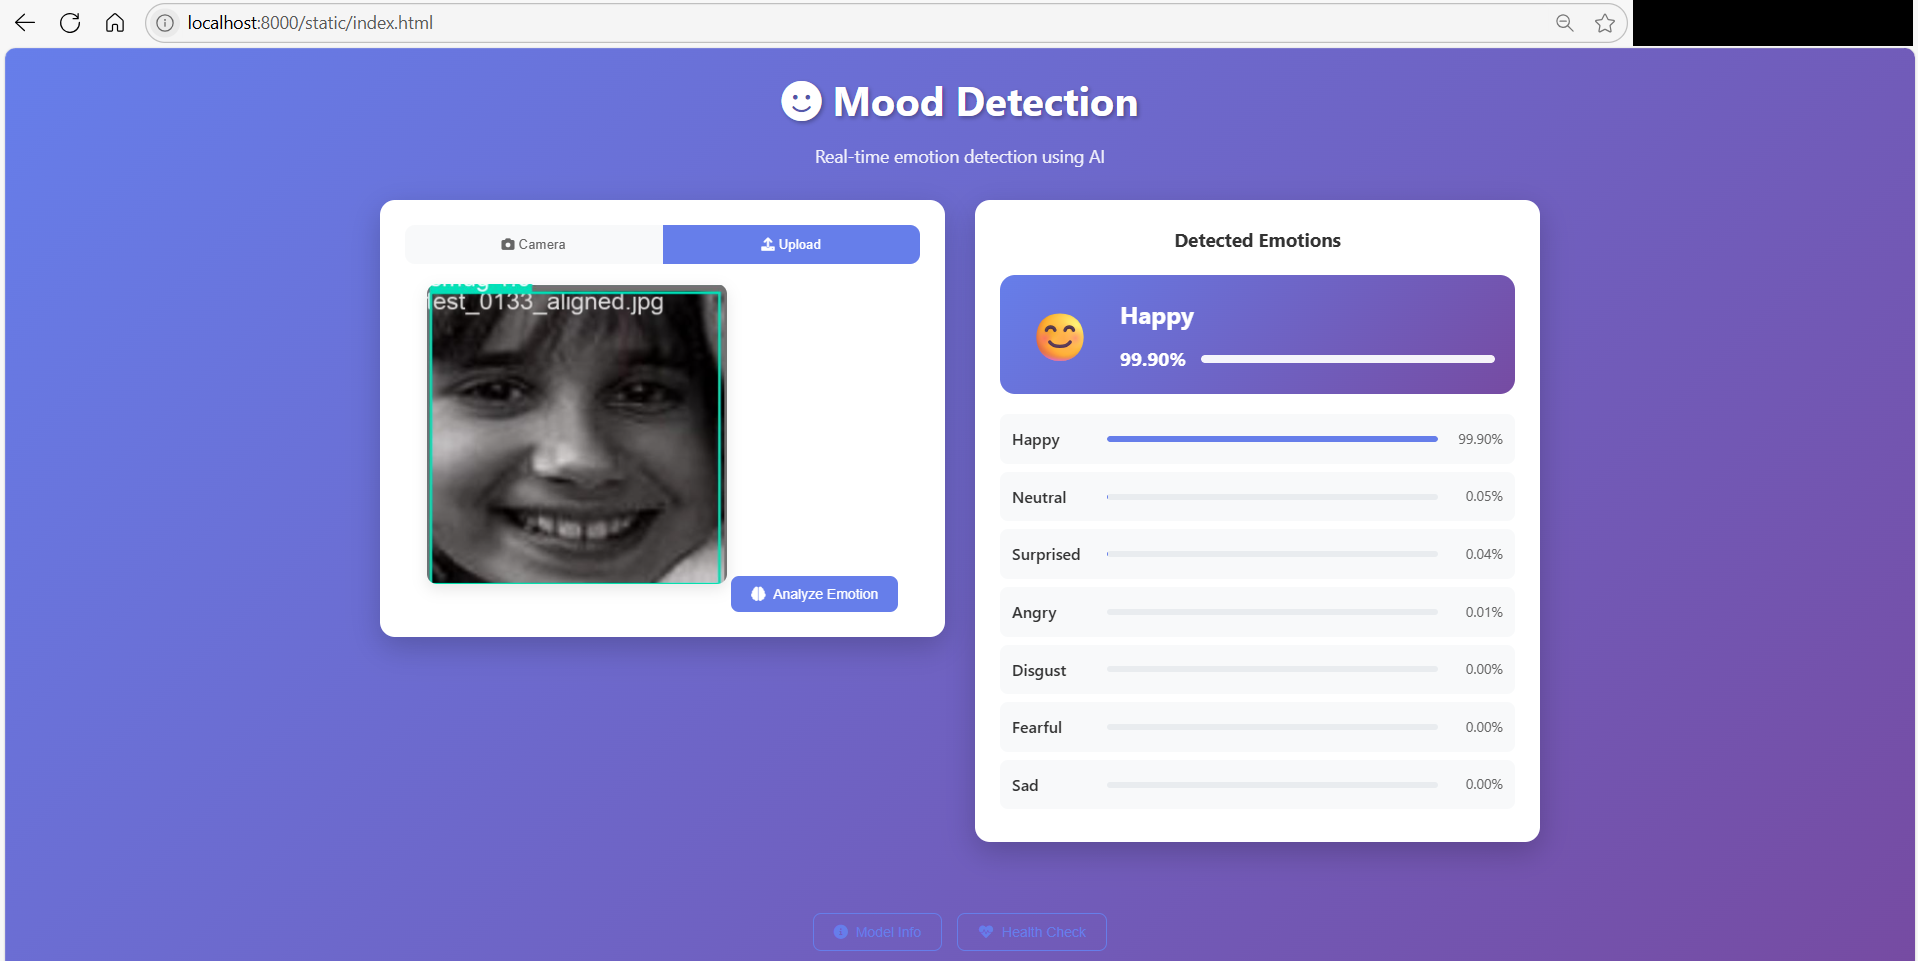 localhost:8000/static/index.html
Mood Detection
Real-time emotion detection using AI
Camera
Upload
test_0133_aligned.jpg
Analyze Emotion
Detected Emotions
Happy
99.90%
Happy 99.90%
Neutral 0.05%
Surprised 0.04%
Angry 0.01%
Disgust 0.00%
Fearful 0.00%
Sad 0.00%
Model Info
Health Check